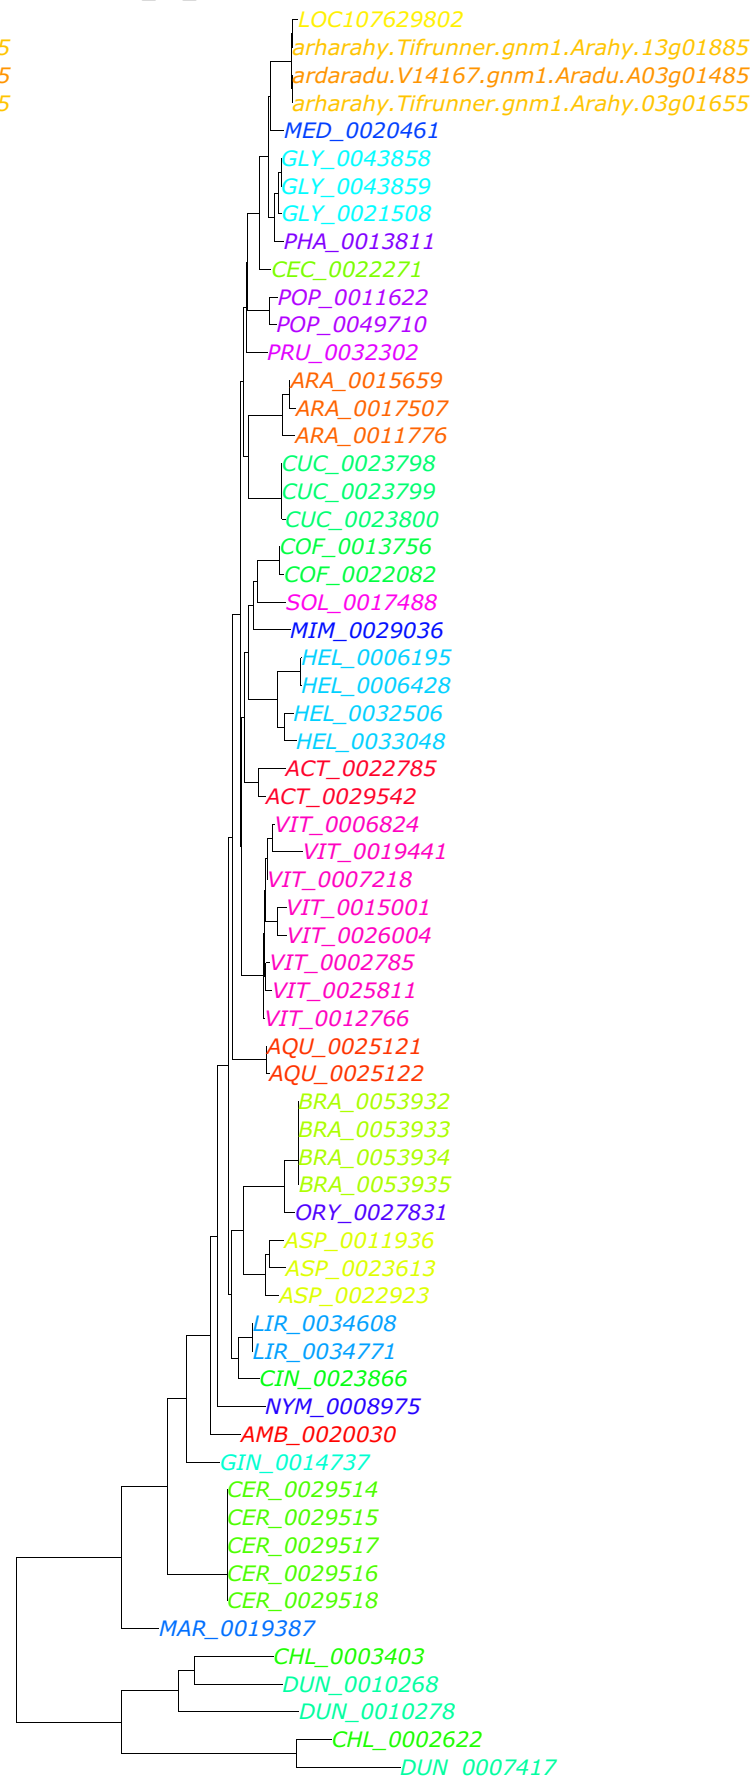 LOC107629802
5 arharahy.Tifrunner.gnm1.Arahy.13g01885
5 ardaradu.V14167.gnm1.Aradu.A03g01485
5 arharahy.Tifrunner.gnm1.Arahy.03g01655
MED_0020461
GLY_0043858
GLY_0043859
GLY_0021508
PHA_0013811
CEC_0022271
POP_0011622
POP_0049710
PRU_0032302
ARA_0015659
ARA_0017507
ARA_0011776
CUC_0023798
CUC_0023799
CUC_0023800
COF_0013756
COF_0022082
SOL_0017488
MIM_0029036
HEL_0006195
HEL_0006428
HEL_0032506
HEL_0033048
ACT_0022785
ACT_0029542
VIT_0006824
VIT_0019441
VIT_0007218
VIT_0015001
VIT_0026004
VIT_0002785
VIT_0025811
VIT_0012766
AQU_0025121
AQU_0025122
BRA_0053932
BRA_0053933
BRA_0053934
BRA_0053935
ORY_0027831
ASP_0011936
ASP_0023613
ASP_0022923
LIR_0034608
LIR_0034771
CIN_0023866
NYM_0008975
AMB_0020030
GIN_0014737
CER_0029514
CER_0029515
CER_0029517
CER_0029516
CER_0029518
MAR_0019387
CHL_0003403
DUN_0010268
DUN_0010278
CHL_0002622
DUN_0007417